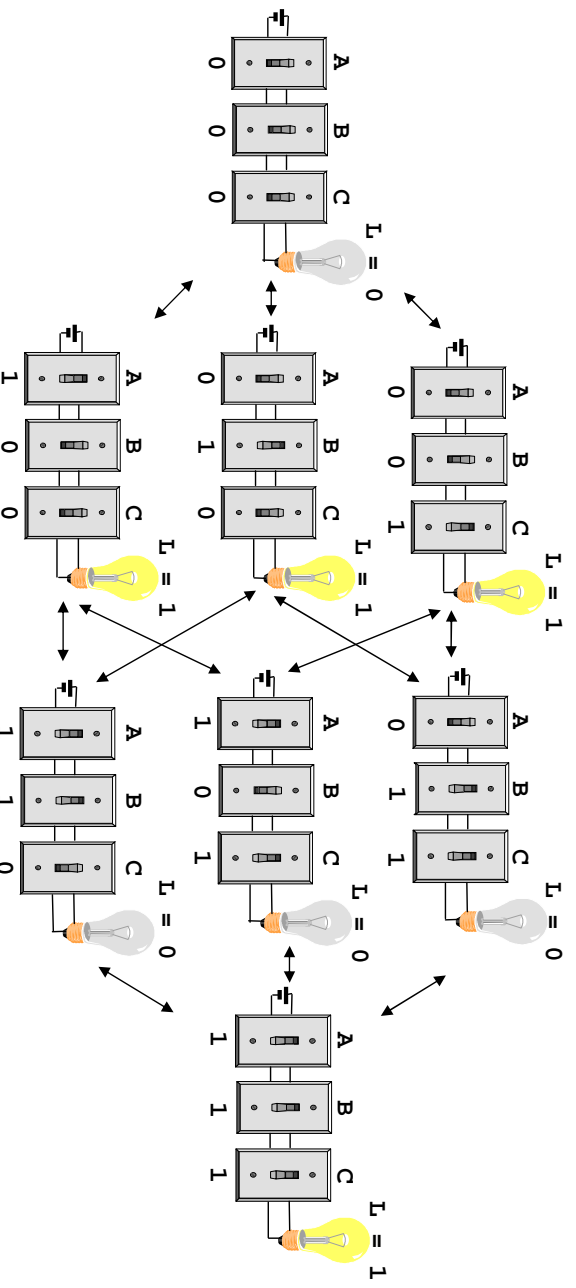 L = 0
A B C
0 0 0
L = 1
A B C
0 0 1
L = 1
A B C
0 1 0
L = 1
A B C
1 0 0
L = 0
A B C
0 1 1
L = 0
A B C
1 0 1
L = 0
A B C
1 1 0
L = 1
A B C
1 1 1